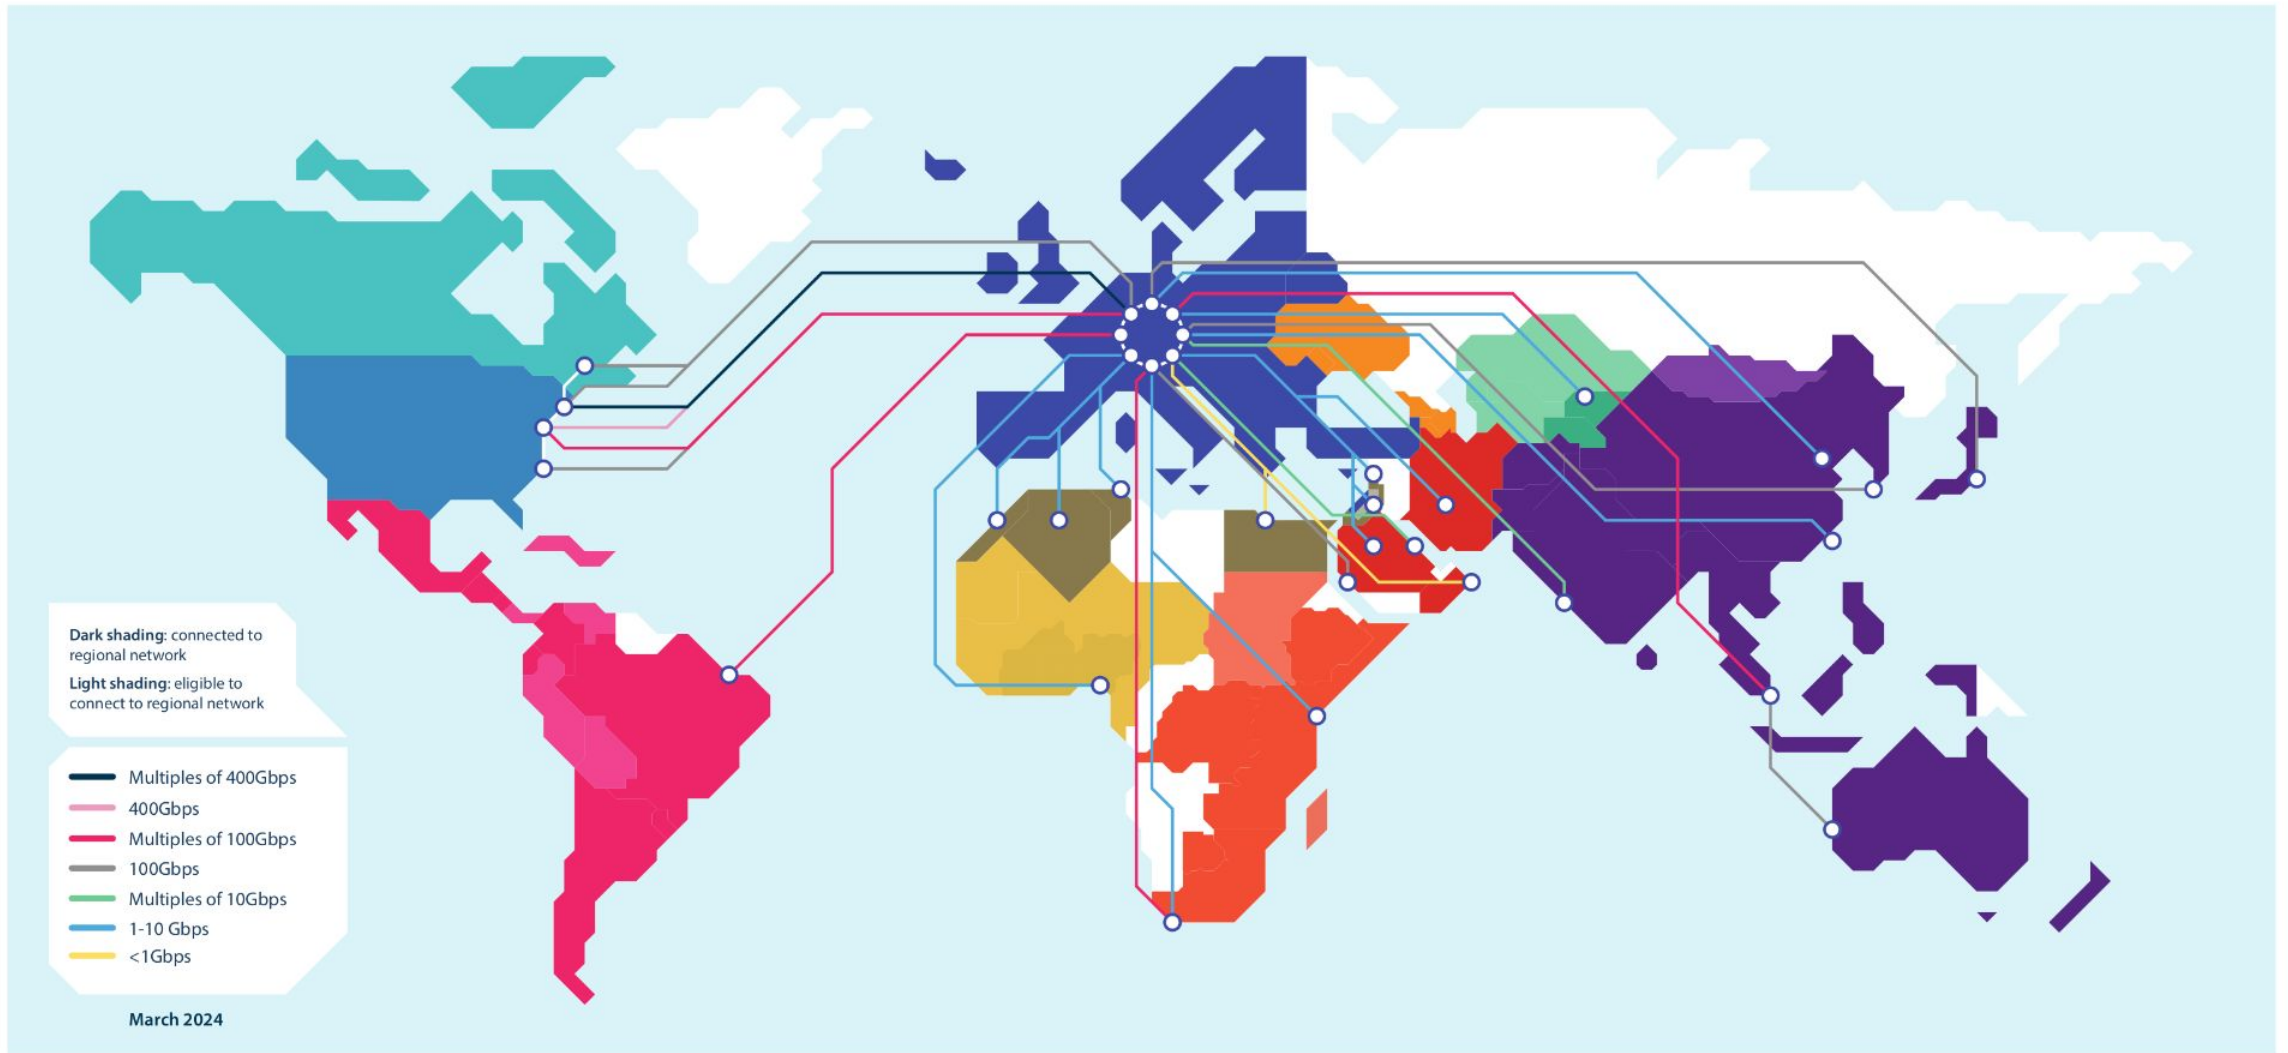 Dark shading: connected to
regional network
Light shading: eligible to
connect to regional network
Multiples of 400Gbps
400Gbps
Multiples of 100Gbps
100Gbps
Multiples of 10Gbps
1-10 Gbps
<1Gbps
March 2024